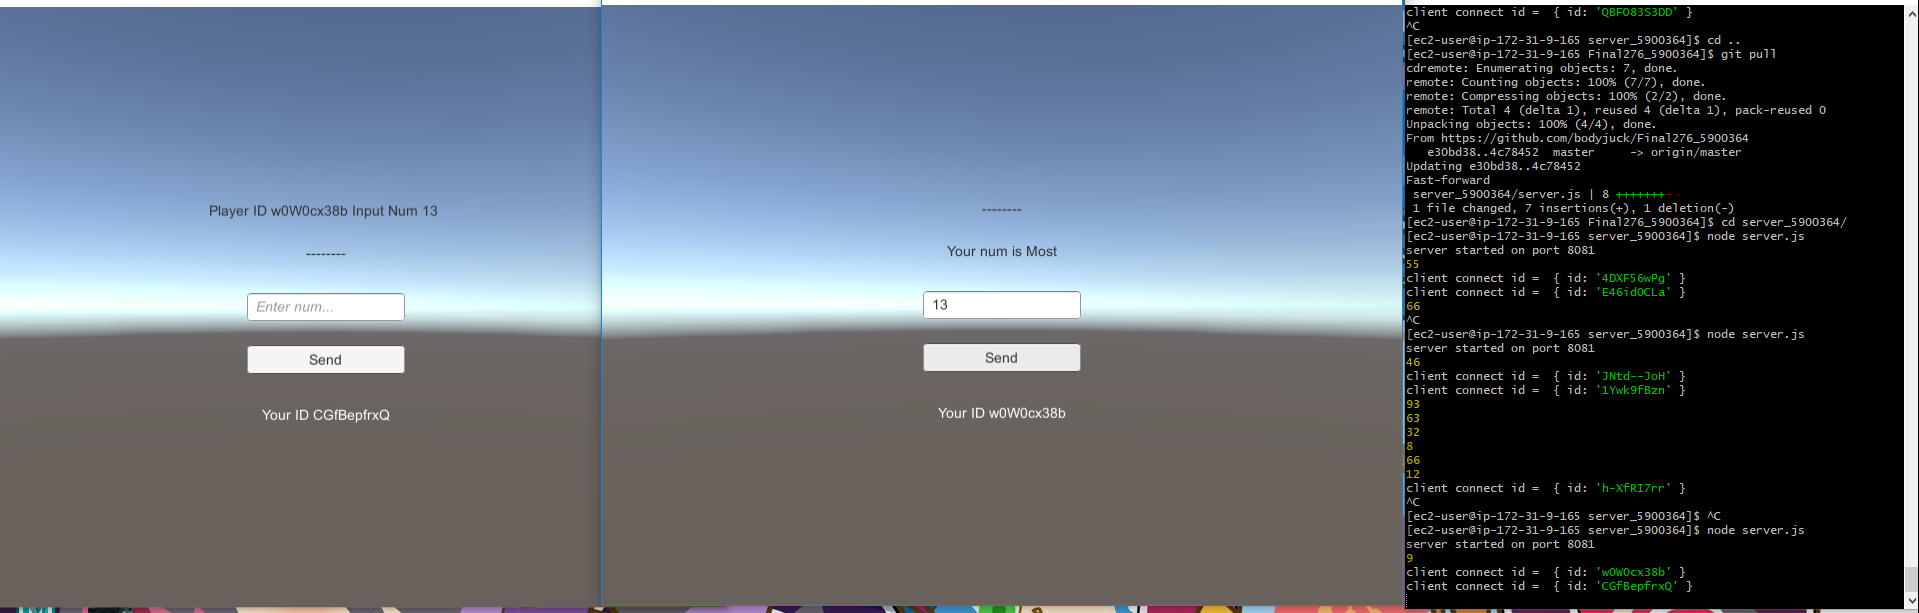 Player ID w0W0cx38b Input Num 13
--------
Enter num...
Send
Your ID CGfBepfrxQ
--------
Your num is Most
13
Send
Your ID w0W0cx38b
client connect id =  { id: 'QBFO83S3DD' }
^C
[ec2-user@ip-172-31-9-165 server_5900364]$ cd ..
[ec2-user@ip-172-31-9-165 Final276_5900364]$ git pull
cdremote: Enumerating objects: 7, done.
remote: Counting objects: 100% (7/7), done.
remote: Compressing objects: 100% (2/2), done.
remote: Total 4 (delta 1), reused 4 (delta 1), pack-reused 0
Unpacking objects: 100% (4/4), done.
From https://github.com/bodyjuck/Final276_5900364
   e30bd38..4c78452  master     -> origin/master
Updating e30bd38..4c78452
Fast-forward
 server_5900364/server.js | 8 +++++++-
 1 file changed, 7 insertions(+), 1 deletion(-)
[ec2-user@ip-172-31-9-165 Final276_5900364]$ cd server_5900364/
[ec2-user@ip-172-31-9-165 server_5900364]$ node server.js
server started on port 8081
55
client connect id =  { id: '4DXF56wPg' }
client connect id =  { id: 'E46idOCLa' }
66
^C
[ec2-user@ip-172-31-9-165 server_5900364]$ node server.js
server started on port 8081
46
client connect id =  { id: 'JNtd--JoH' }
client connect id =  { id: '1Ywk9fBzn' }
93
63
32
8
66
12
client connect id =  { id: 'h-XfRI7rr' }
^C
[ec2-user@ip-172-31-9-165 server_5900364]$ ^C
[ec2-user@ip-172-31-9-165 server_5900364]$ node server.js
server started on port 8081
9
client connect id =  { id: 'w0W0cx38b' }
client connect id =  { id: 'CGfBepfrxQ' }